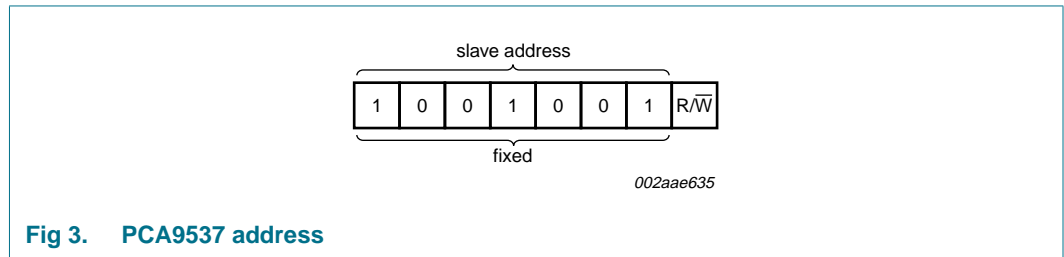 slave address
1 0 0 1 0 0 1 R/W̅
fixed
002aae635
Fig 3. PCA9537 address